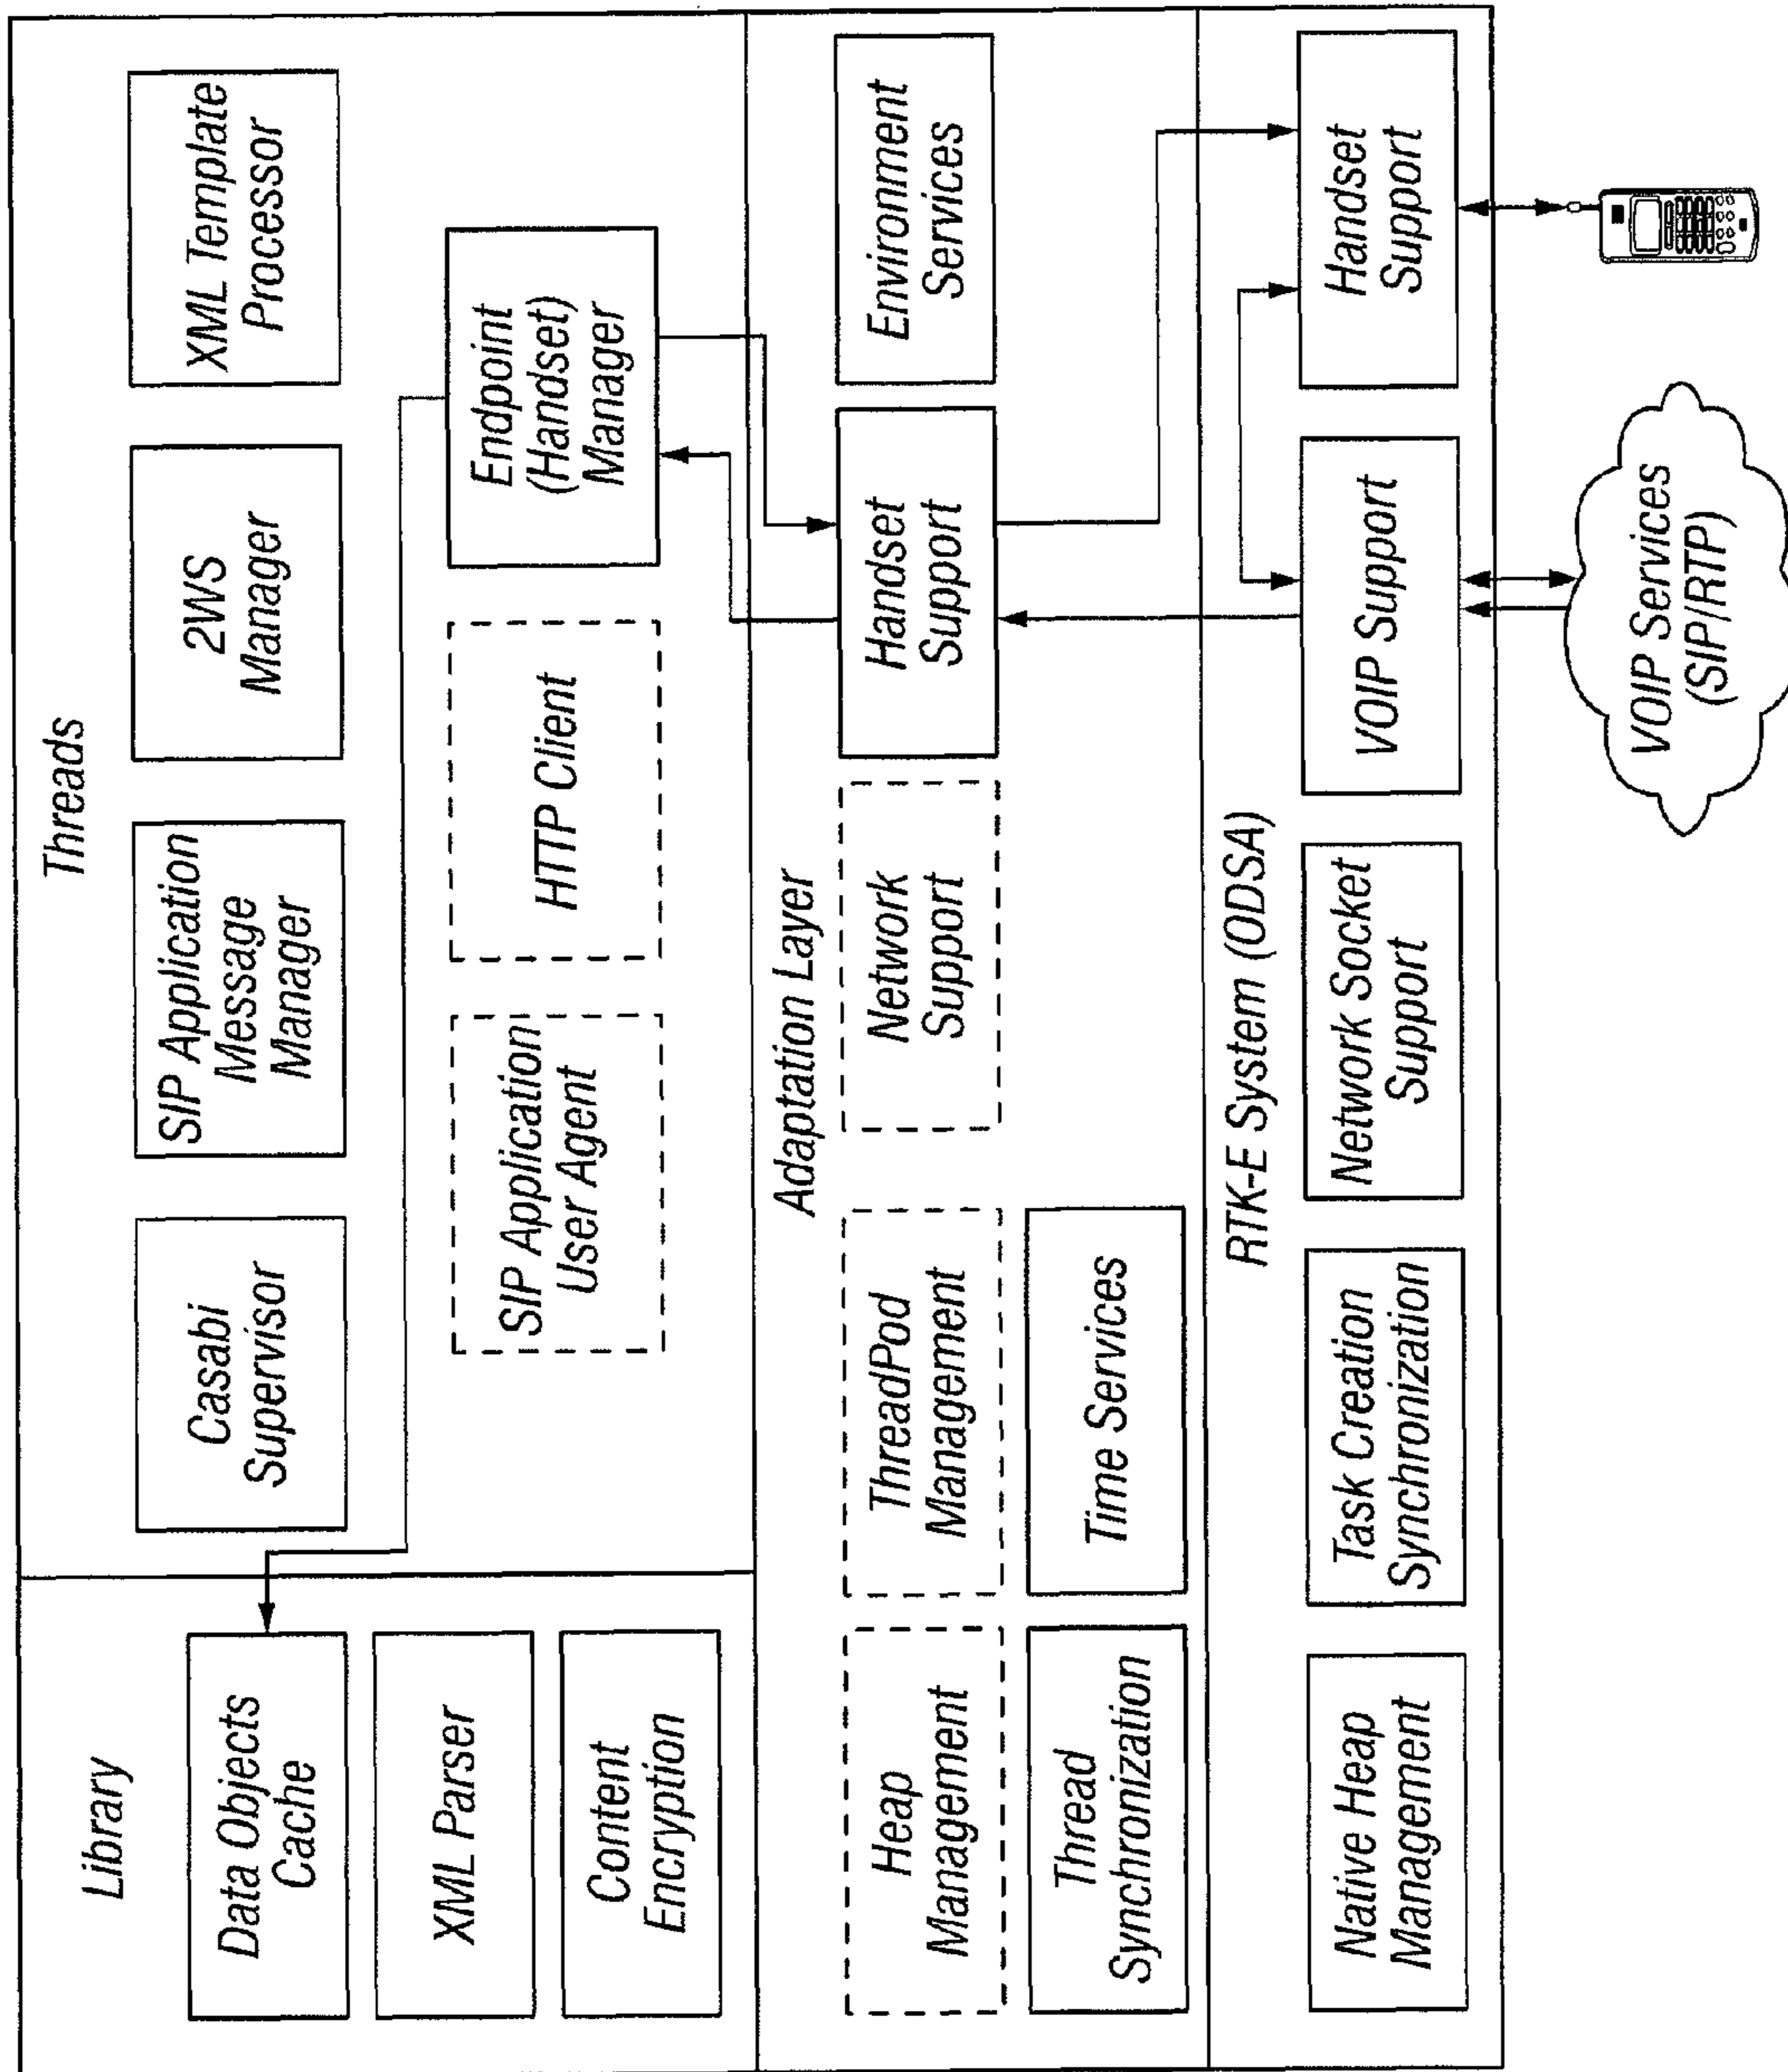 Library
Data Objects
Cache
XML Parser
Content
Encryption
Threads
Casabi
Supervisor
SIP Application
Message
Manager
2WS
Manager
XML Template
Processor
SIP Application
User Agent
HTTP Client
Endpoint
(Handset)
Manager
Adaptation Layer
Heap
Management
ThreadPod
Management
Network
Support
Handset
Support
Environment
Services
Thread
Synchronization
Time Services
RTK-E System (ODSA)
Native Heap
Management
Task Creation
Synchronization
Network Socket
Support
VOIP Support
Handset
Support
VOIP Services
(SIP/RTP)